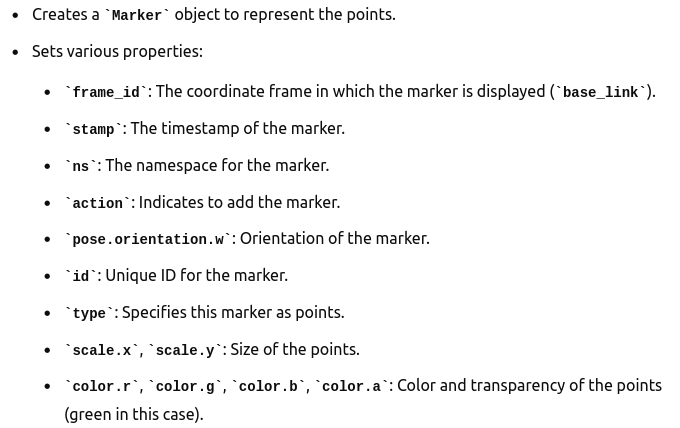 • Creates a `Marker` object to represent the points.
• Sets various properties:
• `frame_id`: The coordinate frame in which the marker is displayed (`base_link`).
• `stamp`: The timestamp of the marker.
• `ns`: The namespace for the marker.
• `action`: Indicates to add the marker.
• `pose.orientation.w`: Orientation of the marker.
• `id`: Unique ID for the marker.
• `type`: Specifies this marker as points.
• `scale.x`, `scale.y`: Size of the points.
• `color.r`, `color.g`, `color.b`, `color.a`: Color and transparency of the points
(green in this case).